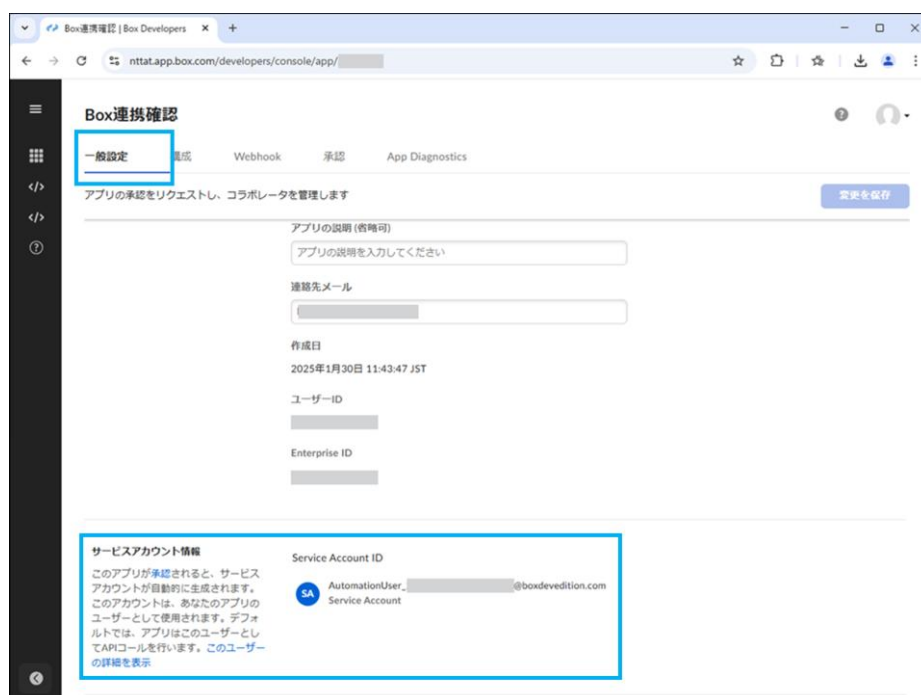 Box連携確認 | Box Developers
nttat.app.box.com/developers/console/app/
Box連携確認
一般設定
構成
Webhook
承認
App Diagnostics
アプリの承認をリクエストし、コラボレータを管理します
変更を保存
アプリの説明 (省略可)
アプリの説明を入力してください
連絡先メール
作成日
2025年1月30日 11:43:47 JST
ユーザーID
Enterprise ID
サービスアカウント情報
このアプリが承認されると、サービス
アカウントが自動的に生成されます。
このアカウントは、あなたのアプリの
ユーザーとして使用されます。デフォ
ルトでは、アプリはこのユーザーとし
てAPIコールを行います。このユーザー
の詳細を表示
Service Account ID
SA
AutomationUser_
@boxdevedition.com
Service Account